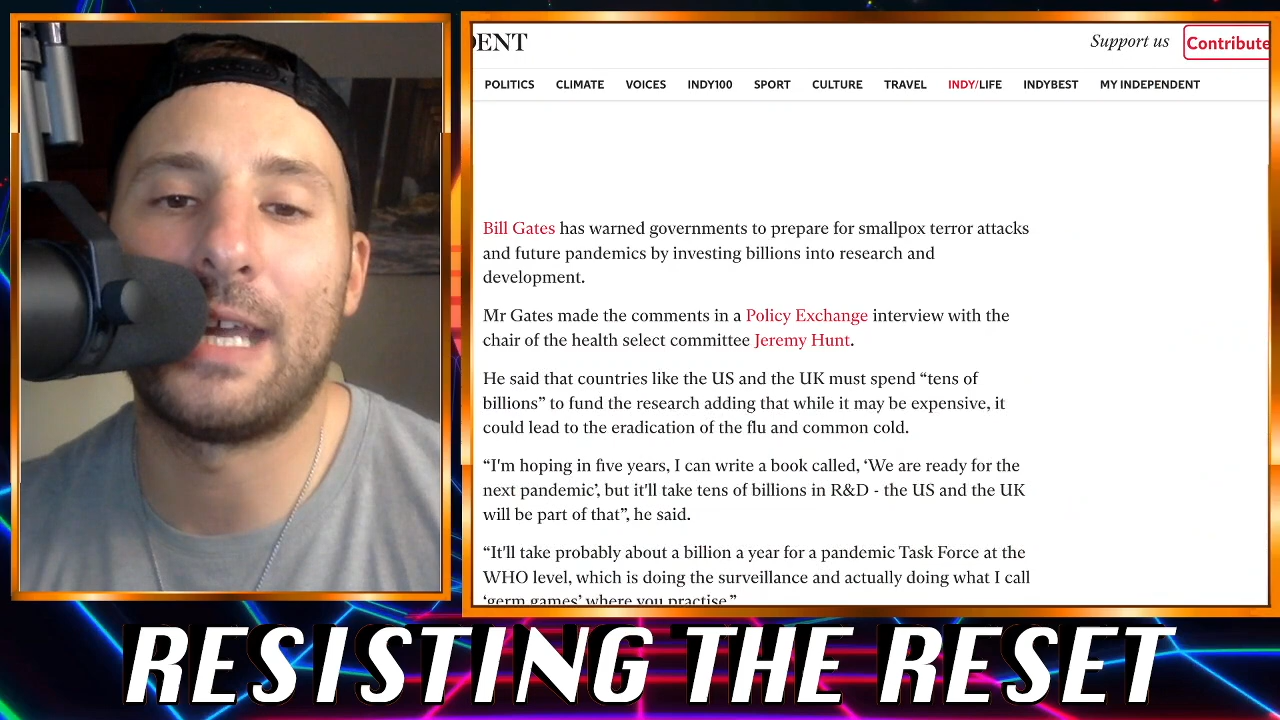 DENT
Support us
Contribute
POLITICS CLIMATE VOICES INDY100 SPORT CULTURE TRAVEL INDY/LIFE INDYBEST MY INDEPENDENT
Bill Gates has warned governments to prepare for smallpox terror attacks
and future pandemics by investing billions into research and
development.
Mr Gates made the comments in a Policy Exchange interview with the
chair of the health select committee Jeremy Hunt.
He said that countries like the US and the UK must spend “tens of
billions” to fund the research adding that while it may be expensive, it
could lead to the eradication of the flu and common cold.
“I'm hoping in five years, I can write a book called, ‘We are ready for the
next pandemic’, but it'll take tens of billions in R&D - the US and the UK
will be part of that”, he said.
“It'll take probably about a billion a year for a pandemic Task Force at the
WHO level, which is doing the surveillance and actually doing what I call
‘germ games’ where you practise.”
RESISTING THE RESET